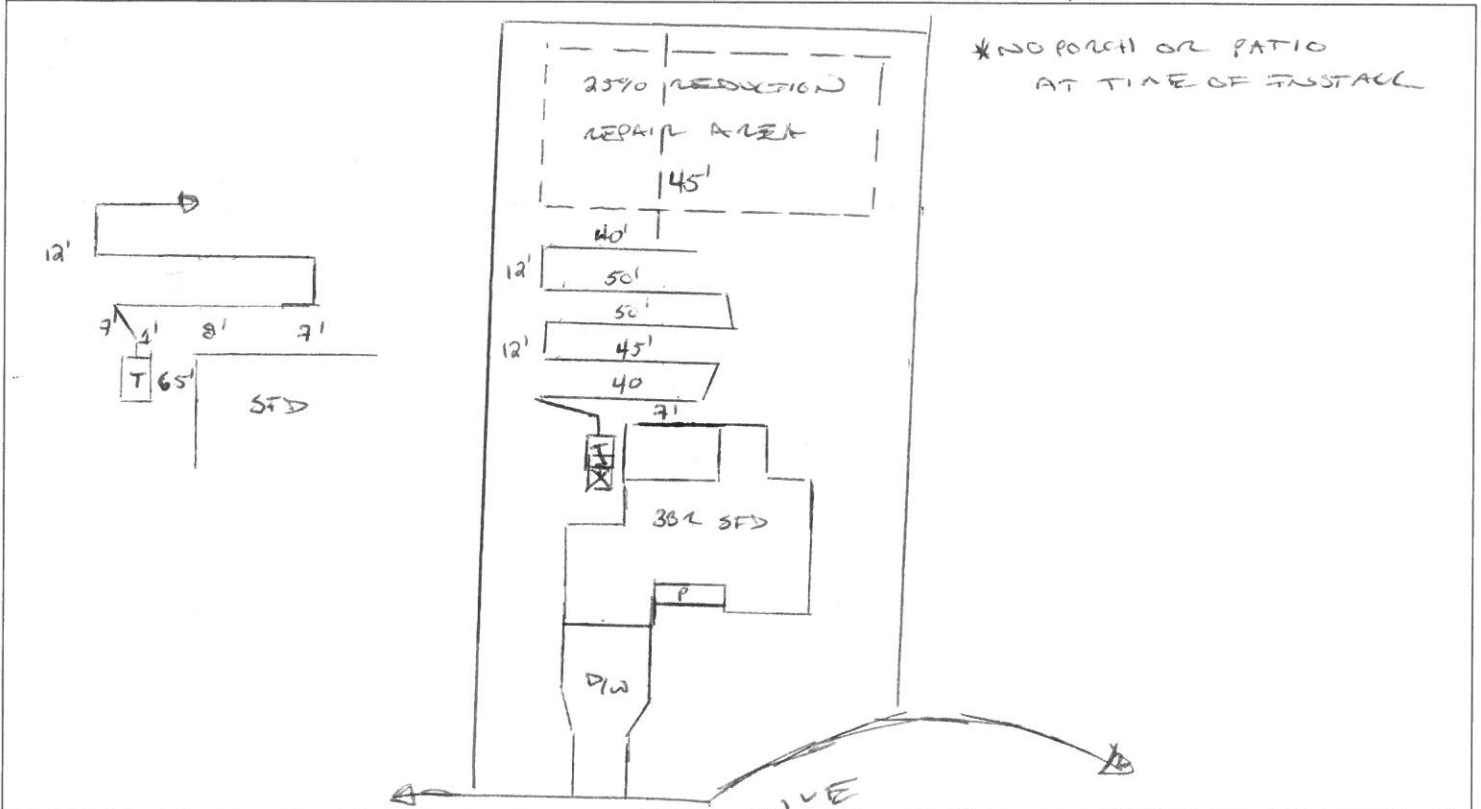 *NO PORCH OR PATIO
AT TIME OF INSTALL
25% REDUCTION
REPAIR AREA
45'
40'
12'
50'
50'
12'
45'
40
7'
3BR SFD
P
D/W
12'
7'
1'
8'
7'
T
65'
SFD